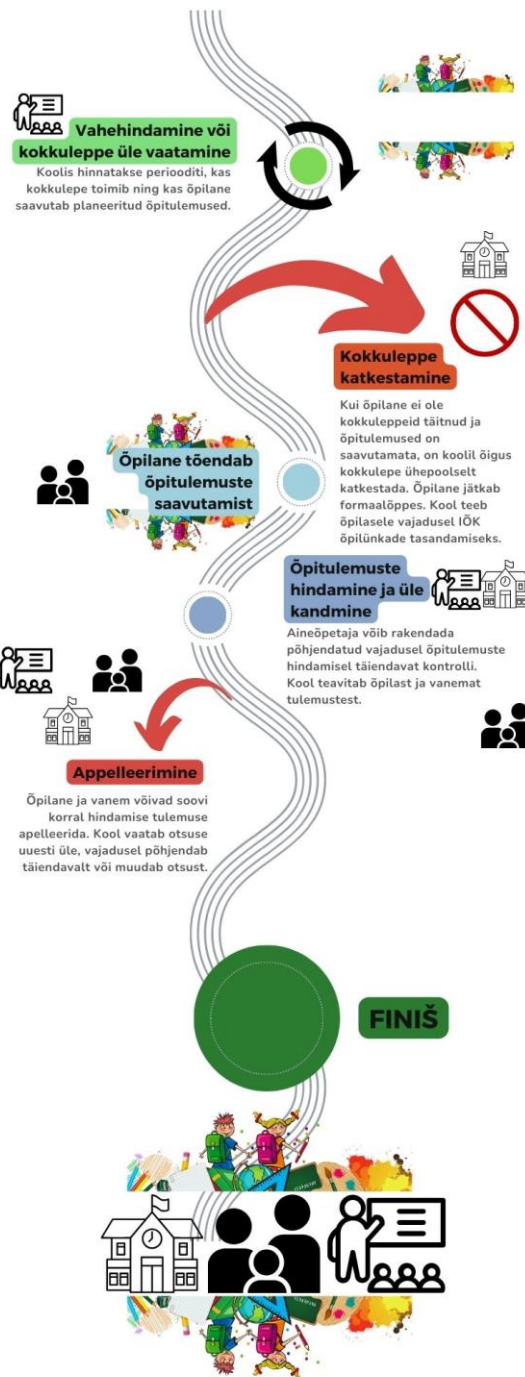 Vahehindamine või
kokkuleppe üle vaatamine
Koolis hinnatakse periooditi, kas
kokkulepe toimib ning kas õpilane
saavutab planeeritud õpitulemused.
Kokkuleppe
katkestamine
Kui õpilane ei ole
kokkuleppeid täitnud ja
õpitulemused on
saavutamata, on koolil õigus
kokkulepe ühepoolselt
katkestada. Õpilane jätkab
formaalõppes. Kool teeb
õpilasele vajadusel IÕK
õpilünkade tasandamiseks.
Õpilane tõendab
õpitulemuste
saavutamist
Õpitulemuste
hindamine ja üle
kandmine
Aineõpetaja võib rakendada
põhjendatud vajadusel õpitulemuste
hindamisel täiendavat kontrolli.
Kool teavitab õpilast ja vanemat
tulemustest.
Appelleerimine
Õpilane ja vanem võivad soovi
korral hindamise tulemuse
apelleerida. Kool vaatab otsuse
uuesti üle, vajadusel põhjendab
täiendavalt või muudab otsust.
FINIŠ